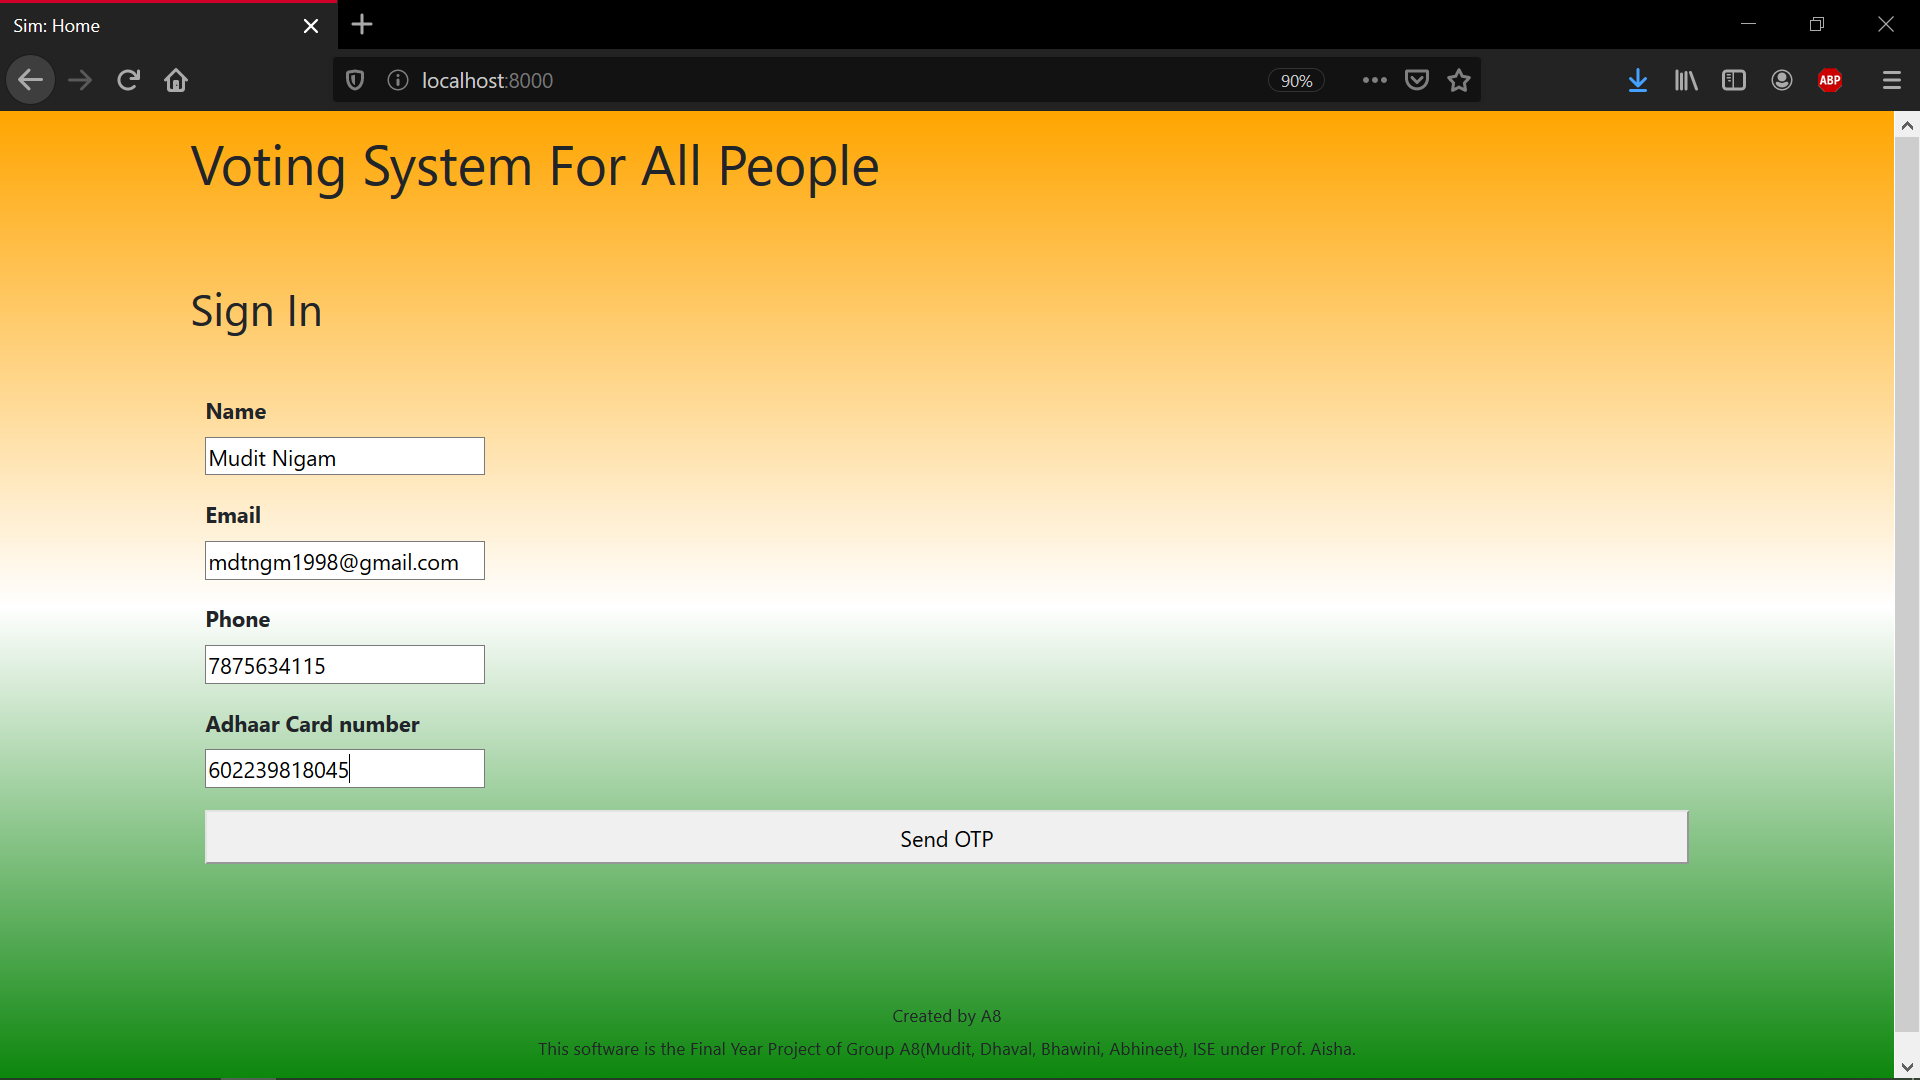 Sim: Home
localhost:8000
90%
ABP
Voting System For All People
Sign In
Name
Mudit Nigam
Email
mdtngm1998@gmail.com
Phone
7875634115
Adhaar Card number
602239818045
Send OTP
Created by A8
This software is the Final Year Project of Group A8(Mudit, Dhaval, Bhawini, Abhineet), ISE under Prof. Aisha.